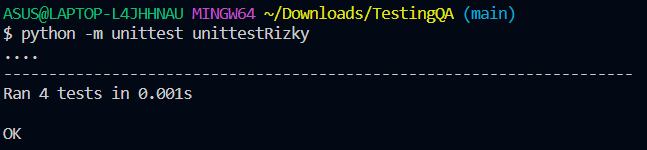 ASUS@LAPTOP-L4JHHNAU MINGW64 ~/Downloads/TestingQA (main)
$ python -m unittest unittestRizky
....
----------------------------------------------------------------------
Ran 4 tests in 0.001s
OK